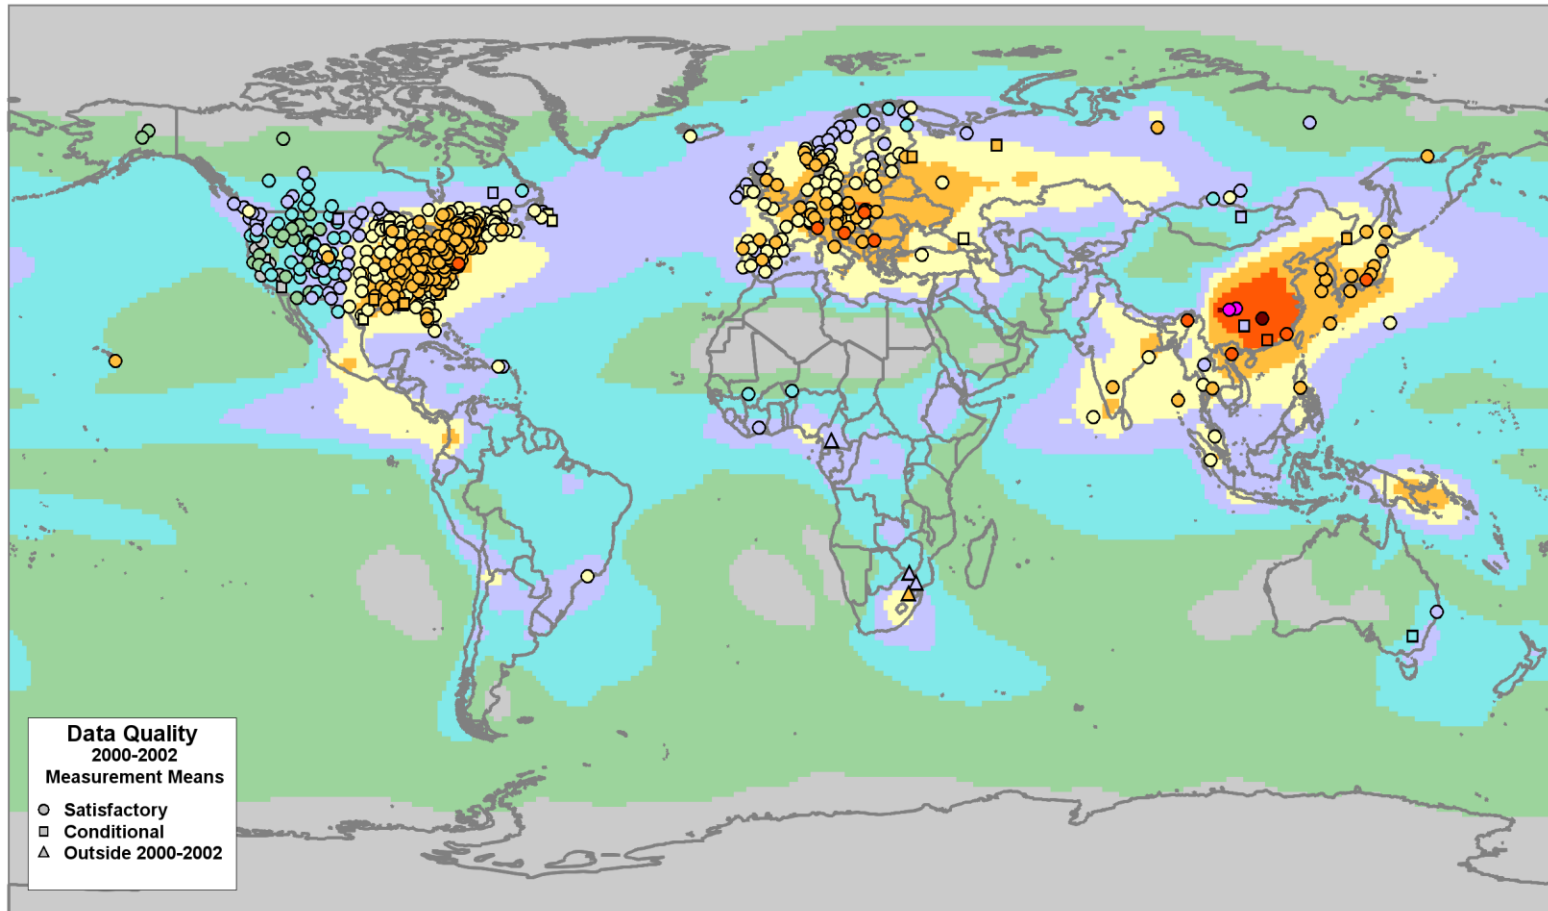 Data Quality
2000-2002
Measurement Means
Satisfactory
Conditional
Outside 2000-2002